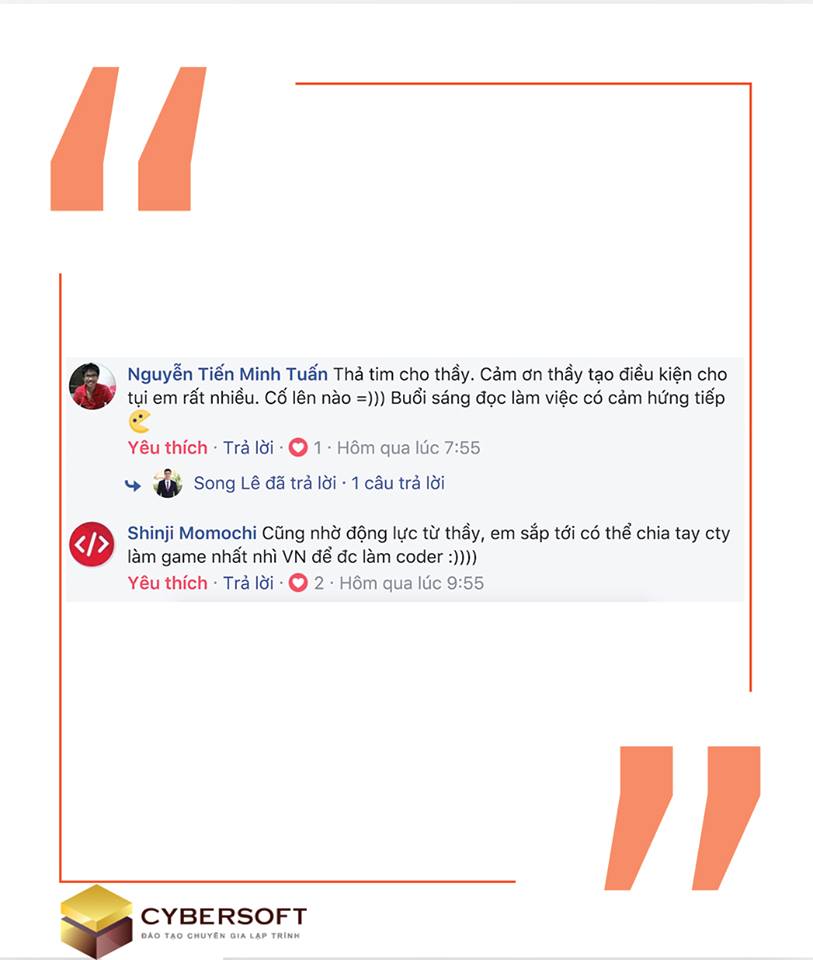 Nguyễn Tiến Minh Tuấn Thả tim cho thầy. Cảm ơn thầy tạo điều kiện cho
tụi em rất nhiều. Cố lên nào =))) Buổi sáng đọc làm việc có cảm hứng tiếp
Yêu thích · Trả lời · 1 · Hôm qua lúc 7:55
Song Lê đã trả lời · 1 câu trả lời
Shinji Momochi Cũng nhờ động lực từ thầy, em sắp tới có thể chia tay cty
làm game nhất nhì VN để đc làm coder :))))
Yêu thích · Trả lời · 2 · Hôm qua lúc 9:55
CYBERSOFT
ĐÀO TẠO CHUYÊN GIA LẬP TRÌNH